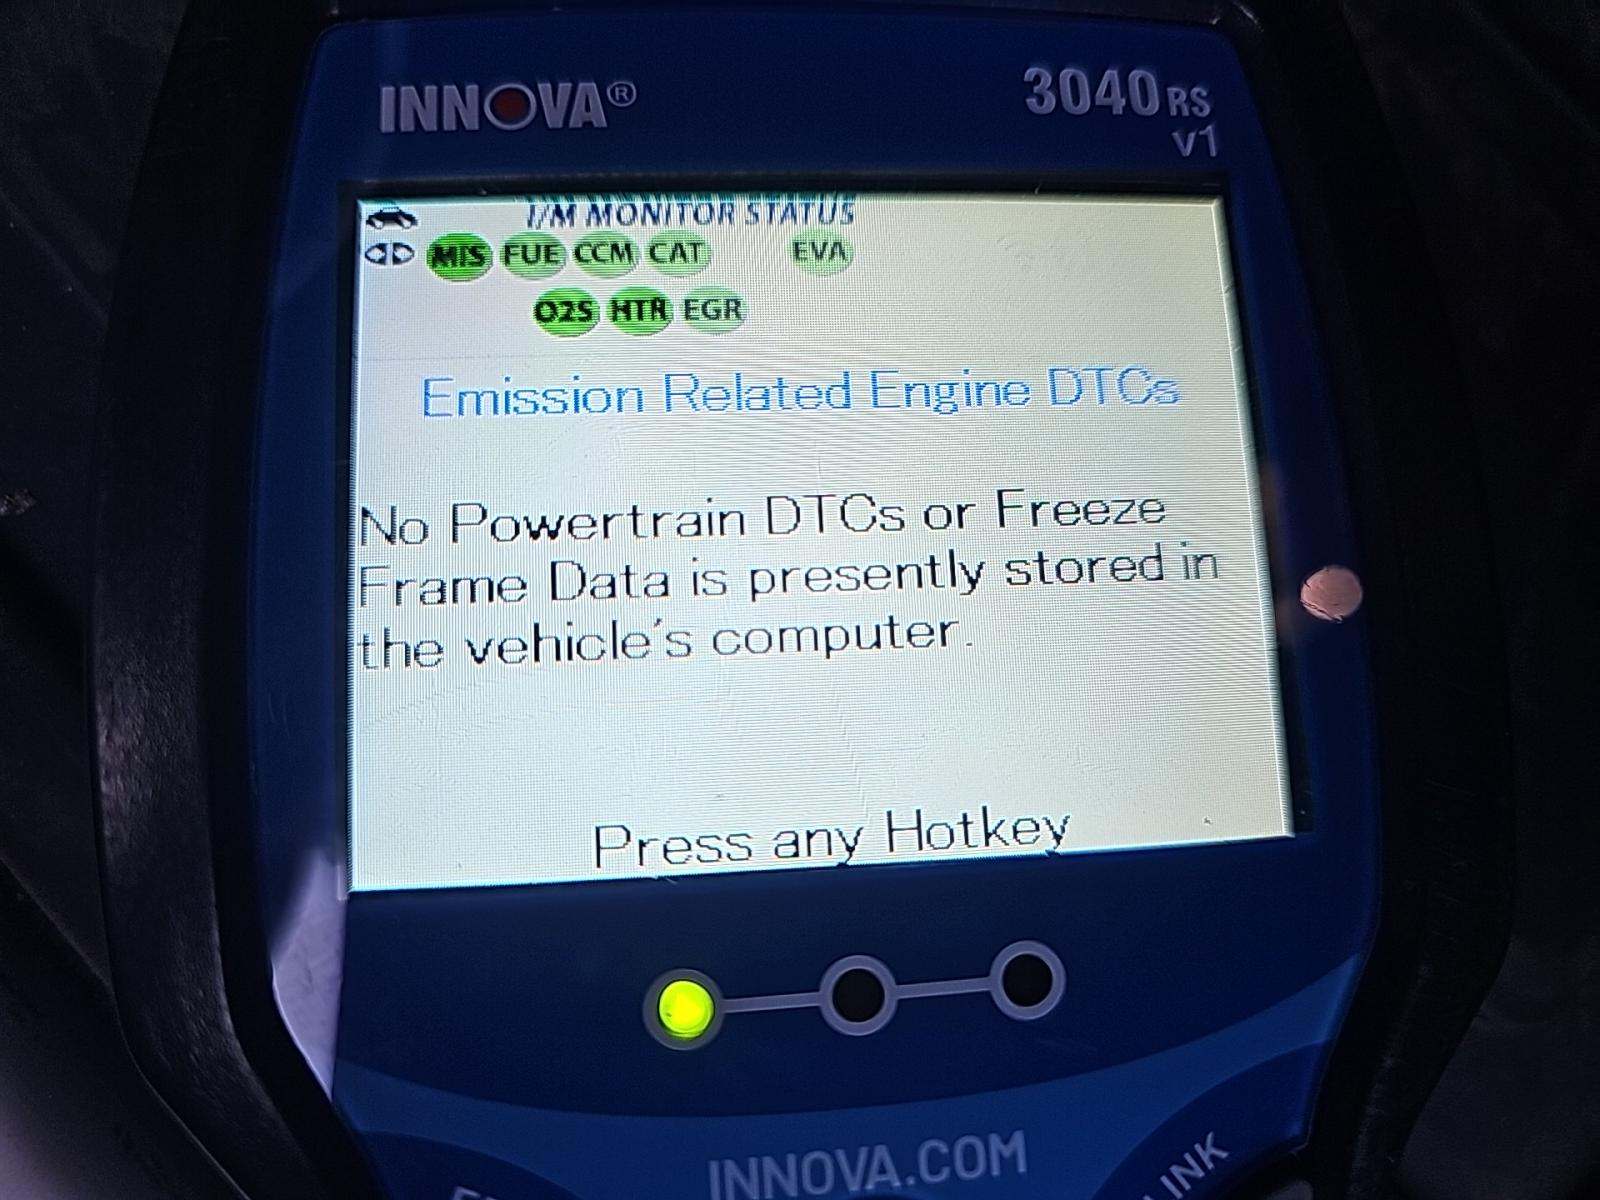 INNOVA®
3040RS
v1
I/M MONITOR STATUS
MIS FUE CCM CAT EVA
O2S HTR EGR
Emission Related Engine DTCs
No Powertrain DTCs or Freeze
Frame Data is presently stored in
the vehicle's computer.
Press any Hotkey
INNOVA.COM
LINK